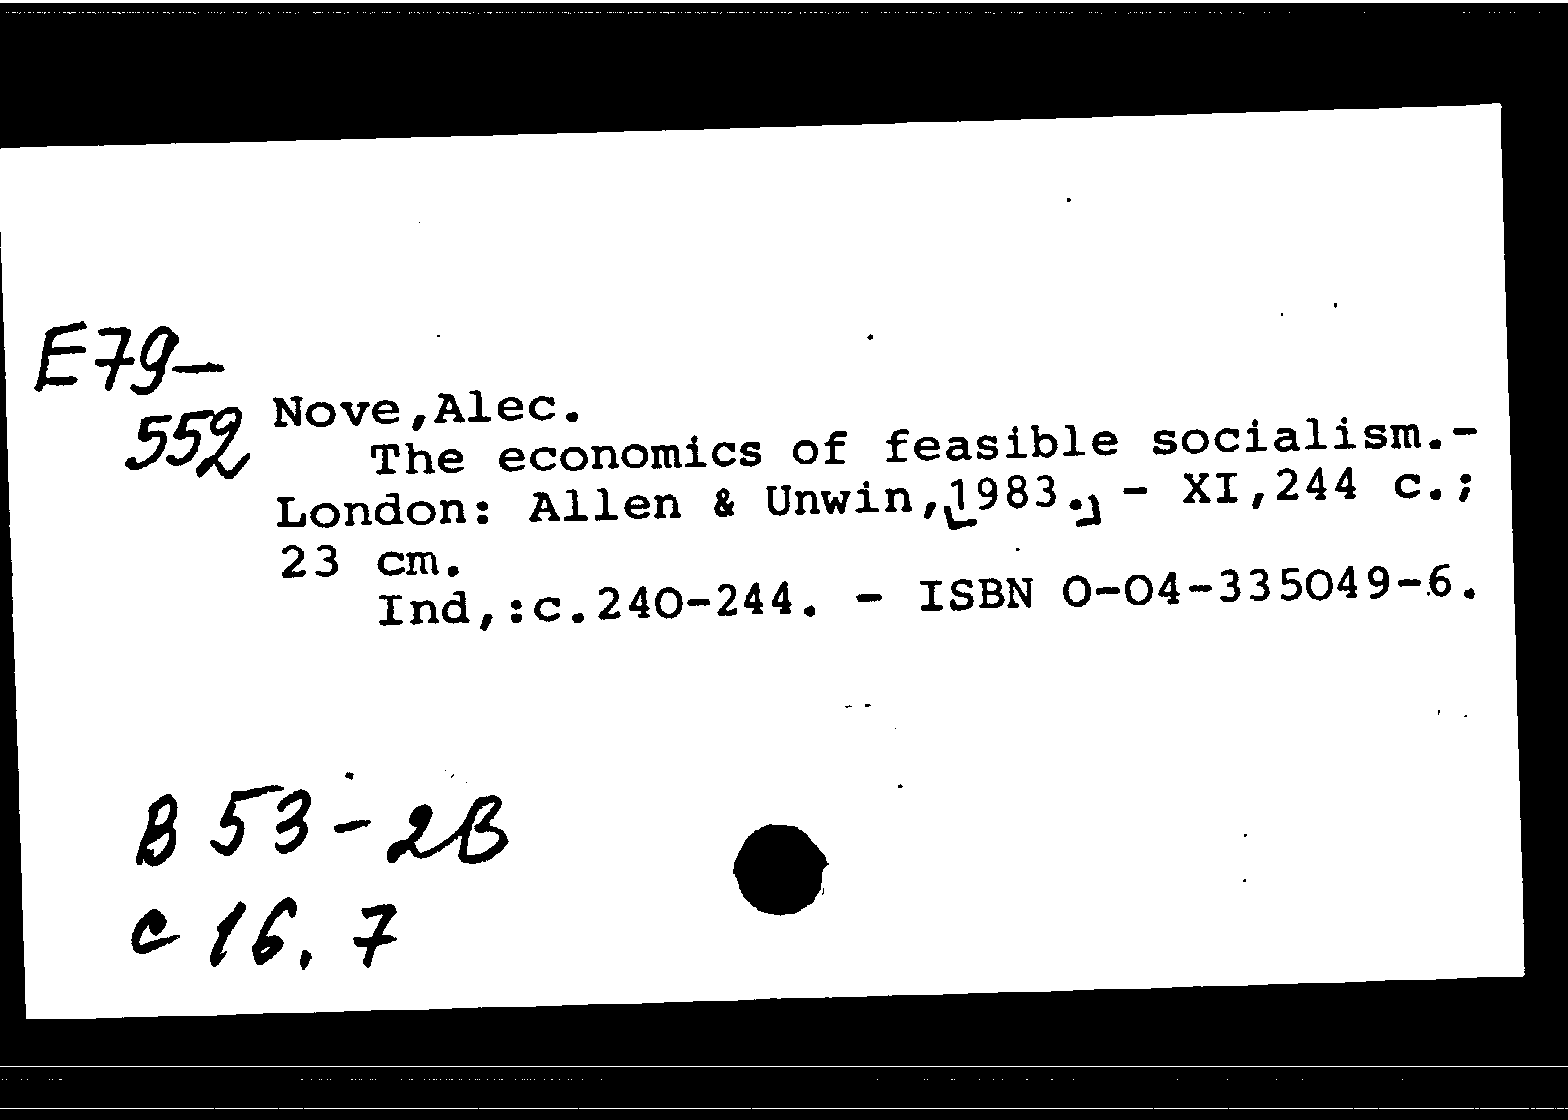 E79-
552
Nove,Alec.
The economics of feasible socialism.-
London: Allen & Unwin,[1983.] - XI,244 c.;
23 cm.
Ind,:c.240-244. - ISBN 0-04-335049-6.
B 53-2B
c 16.7